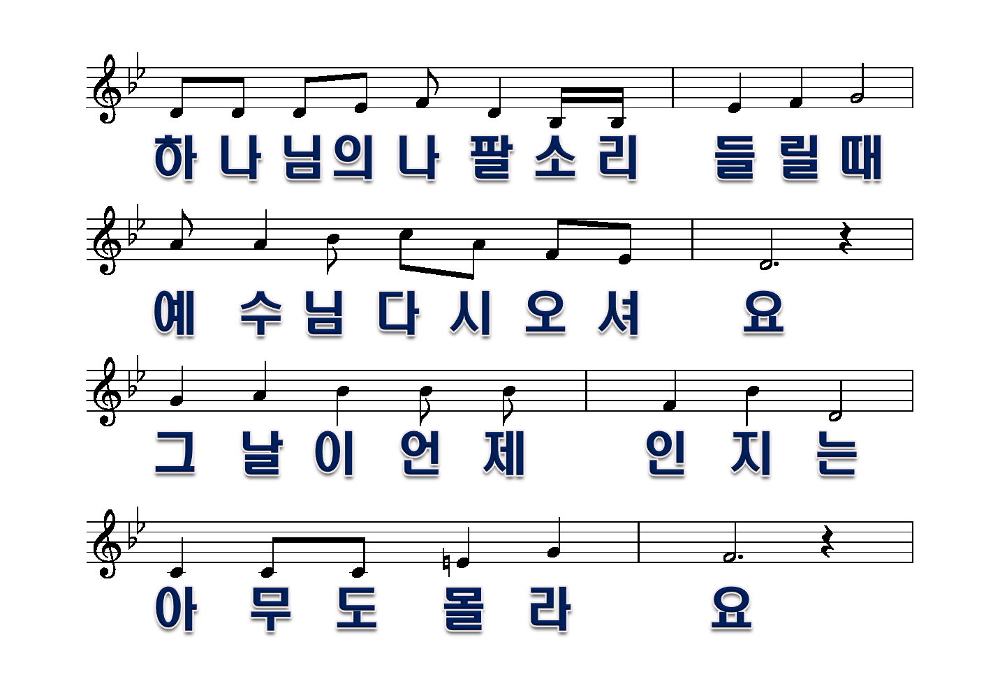 하 나 님 의 나 팔 소 리 들 릴 때
예 수 님 다 시 오 셔 요
그 날 이 언 제 인 지 는
아 무 도 몰 라 요